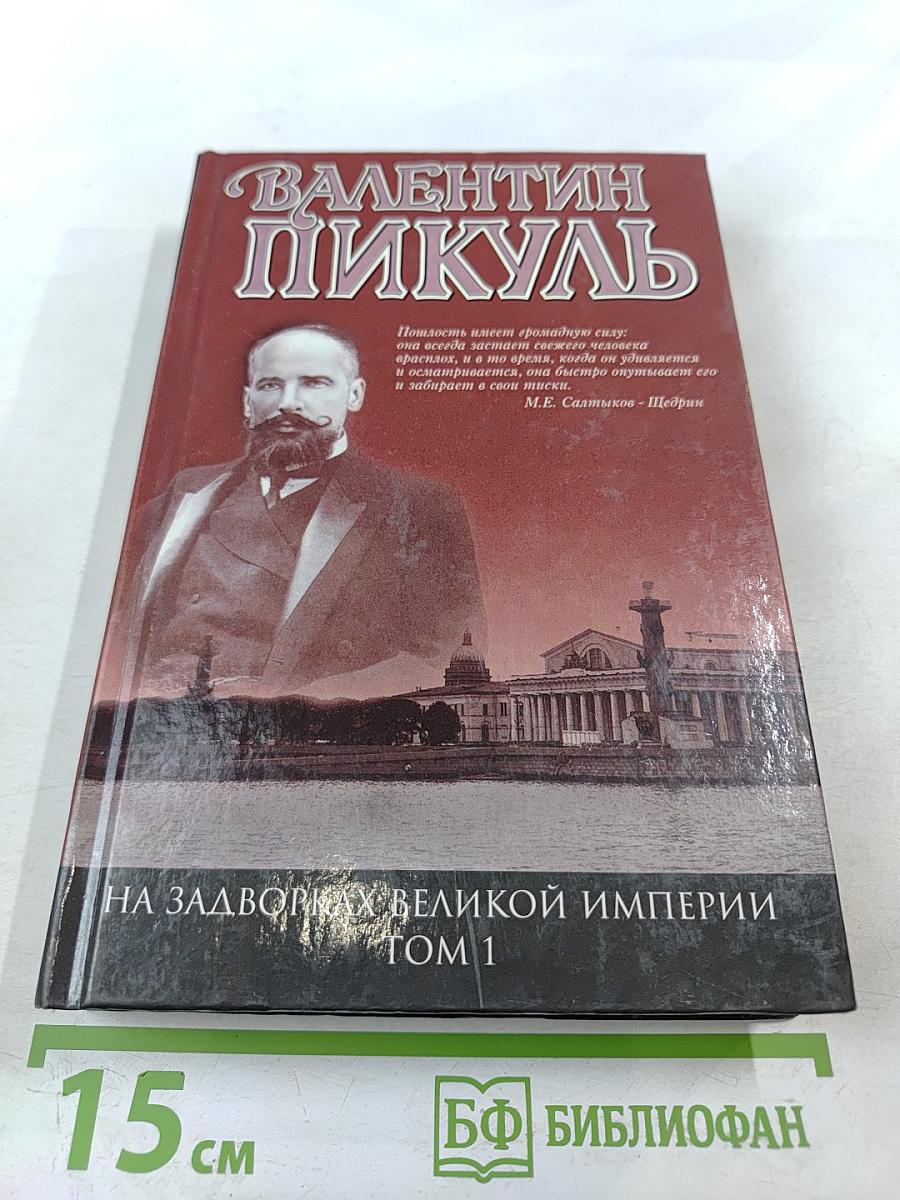 ВАЛЕНТИН
ПИКУЛЬ
Пошлость имеет громадную силу:
она всегда застает свежего человека
врасплох, и в то время, когда он удивляется
и осматривается, она быстро опутывает его
и забирает в свои тиски.
М.Е. Салтыков - Щедрин
НА ЗАДВОРКАХ ВЕЛИКОЙ ИМПЕРИИ
ТОМ 1
15 см
БФ БИБЛИОФАН